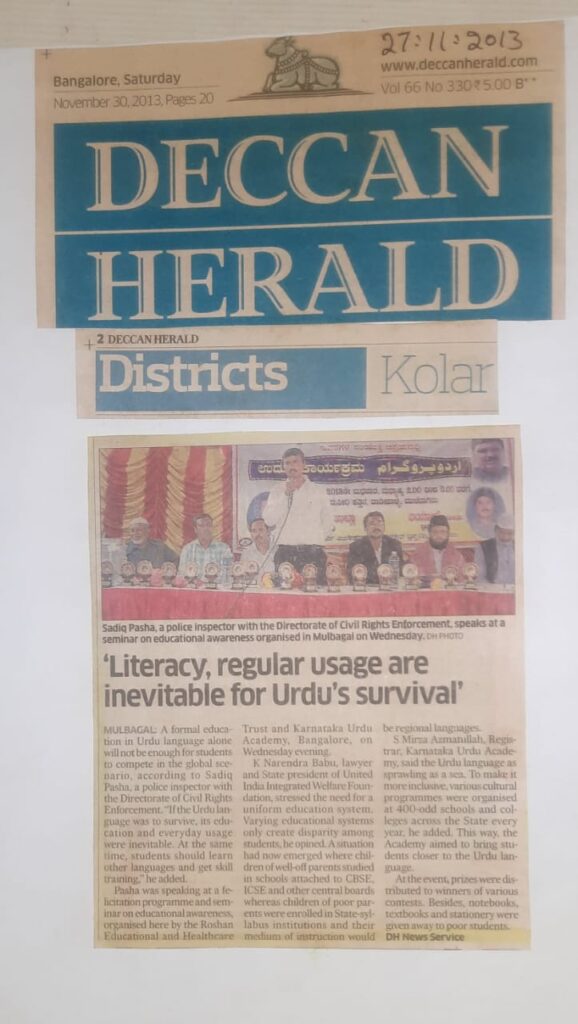 27:11:2013
Bangalore, Saturday
November 30, 2013, Pages 20
www.deccanherald.com
Vol 66 No 330 ₹ 5.00 B**
DECCAN
HERALD
2 DECCAN HERALD
Districts
Kolar
اردو پروگرام
Sadiq Pasha, a police inspector with the Directorate of Civil Rights Enforcement, speaks at a
seminar on educational awareness organised in Mulbagal on Wednesday. DH PHOTO
'Literacy, regular usage are
inevitable for Urdu's survival'
MULBAGAL: A formal educa-
tion in Urdu language alone
will not be enough for students
to compete in the global sce-
nario, according to Sadiq
Pasha, a police inspector with
the Directorate of Civil Rights
Enforcement. "If the Urdu lan-
guage was to survive, its edu-
cation and everyday usage
were inevitable. At the same
time, students should learn
other languages and get skill
training," he added.
Pasha was speaking at a fe-
licitation programme and sem-
inar on educational awareness,
organised here by the Roshan
Educational and Healthcare
Trust and Karnataka Urdu
Academy, Bangalore, on
Wednesday evening.
K Narendra Babu, lawyer
and State president of United
India Integrated Welfare Foun-
dation, stressed the need for a
uniform education system.
Varying educational systems
only create disparity among
students, he opined. A situation
had now emerged where chil-
dren of well-off parents studied
in schools attached to CBSE,
ICSE and other central boards
whereas children of poor par-
ents were enrolled in State-syl-
labus institutions and their
medium of instruction would
be regional languages.
S Mirza Azmanullah, Regis-
trar, Karnataka Urdu Acade-
my, said the Urdu language as
sprawling as a sea. To make it
more inclusive, various cultural
programmes were organised
at 400-odd schools and col-
leges across the State every
year, he added. This way, the
Academy aimed to bring stu-
dents closer to the Urdu lan-
guage.
At the event, prizes were dis-
tributed to winners of various
contests. Besides, notebooks,
textbooks and stationery were
given away to poor students.
DH News Service